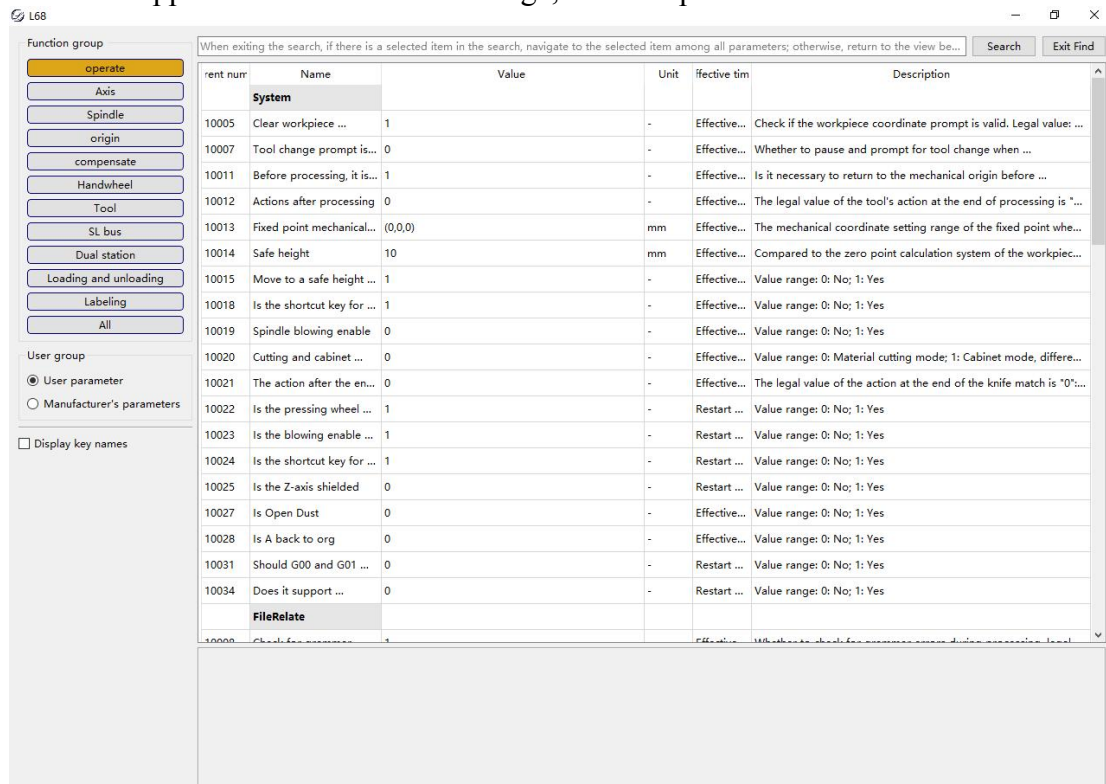 L68
Function group
operate
Axis
Spindle
origin
compensate
Handwheel
Tool
SL bus
Dual station
Loading and unloading
Labeling
All
User group
User parameter
Manufacturer's parameters
Display key names
When exiting the search, if there is a selected item in the search, navigate to the selected item among all parameters; otherwise, return to the view be... Search Exit Find
rent num Name Value Unit ffective tim Description
System
10005 Clear workpiece ... 1 - Effective... Check if the workpiece coordinate prompt is valid. Legal value: ...
10007 Tool change prompt is... 0 - Effective... Whether to pause and prompt for tool change when ...
10011 Before processing, it is... 1 - Effective... Is it necessary to return to the mechanical origin before ...
10012 Actions after processing 0 - Effective... The legal value of the tool's action at the end of processing is "...
10013 Fixed point mechanical... (0,0,0) mm Effective... The mechanical coordinate setting range of the fixed point whe...
10014 Safe height 10 mm Effective... Compared to the zero point calculation system of the workpiec...
10015 Move to a safe height ... 1 - Effective... Value range: 0: No; 1: Yes
10018 Is the shortcut key for ... 1 - Effective... Value range: 0: No; 1: Yes
10019 Spindle blowing enable 0 - Effective... Value range: 0: No; 1: Yes
10020 Cutting and cabinet ... 0 - Effective... Value range: 0: Material cutting mode; 1: Cabinet mode, differe...
10021 The action after the en... 0 - Effective... The legal value of the action at the end of the knife match is "0":...
10022 Is the pressing wheel ... 1 - Restart ... Value range: 0: No; 1: Yes
10023 Is the blowing enable ... 1 - Restart ... Value range: 0: No; 1: Yes
10024 Is the shortcut key for ... 1 - Restart ... Value range: 0: No; 1: Yes
10025 Is the Z-axis shielded 0 - Restart ... Value range: 0: No; 1: Yes
10027 Is Open Dust 0 - Effective... Value range: 0: No; 1: Yes
10028 Is A back to org 0 - Effective... Value range: 0: No; 1: Yes
10031 Should G00 and G01 ... 0 - Restart ... Value range: 0: No; 1: Yes
10034 Does it support ... 0 - Restart ... Value range: 0: No; 1: Yes
FileRelate